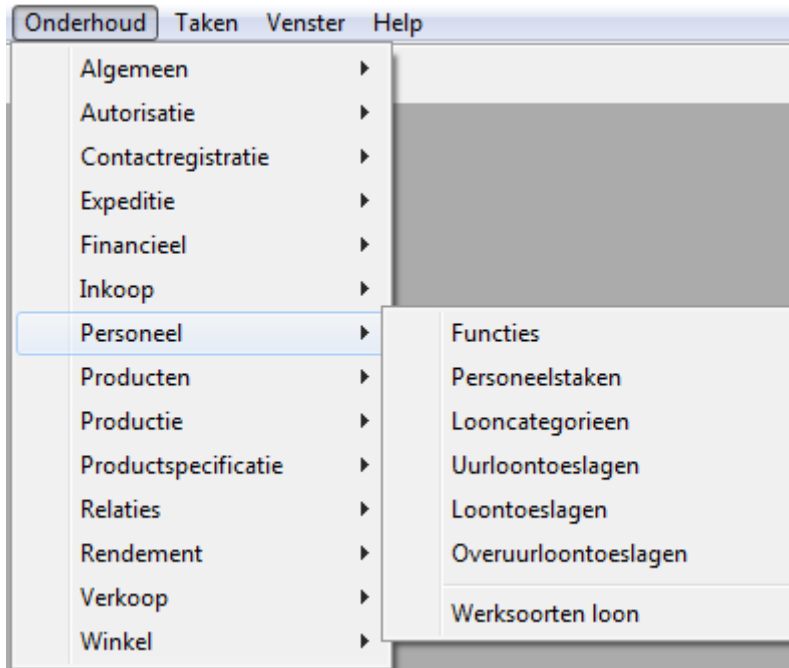 Onderhoud Taken Venster Help
Algemeen
Autorisatie
Contactregistratie
Expeditie
Financieel
Inkoop
Personeel
Producten
Productie
Productspecificatie
Relaties
Rendement
Verkoop
Winkel
Functies
Personeelstaken
Looncategorieen
Uurloontoeslagen
Loontoeslagen
Overuurloontoeslagen
Werksoorten loon